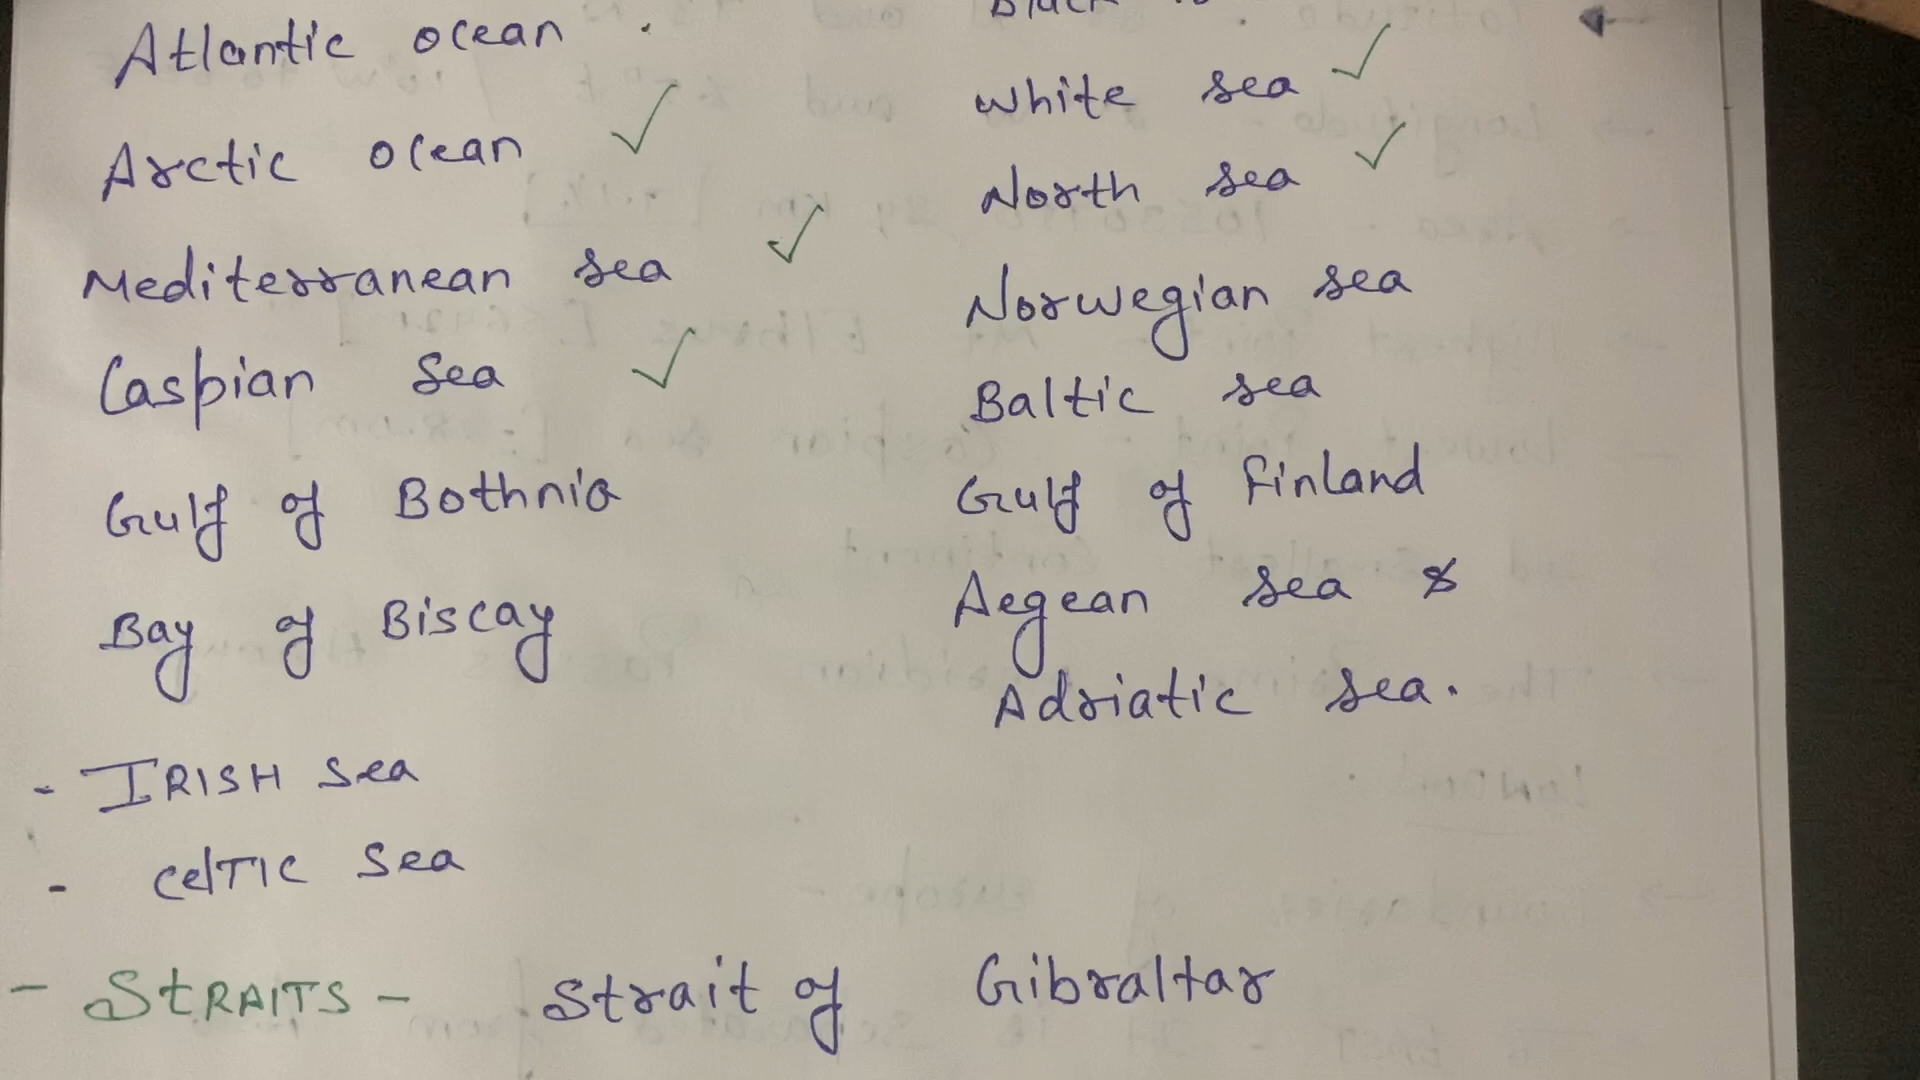 Atlantic ocean .
Arctic ocean ✓
Mediterranean sea ✓
Caspian sea ✓
Gulf of Bothnia
Bay of Biscay
- IRISH sea
- CelTIC sea
Black
White sea ✓
North sea ✓
Norwegian sea
Baltic sea
Gulf of Finland
Aegean sea &
Adriatic sea.
- StRAITS - Strait of Gibraltar